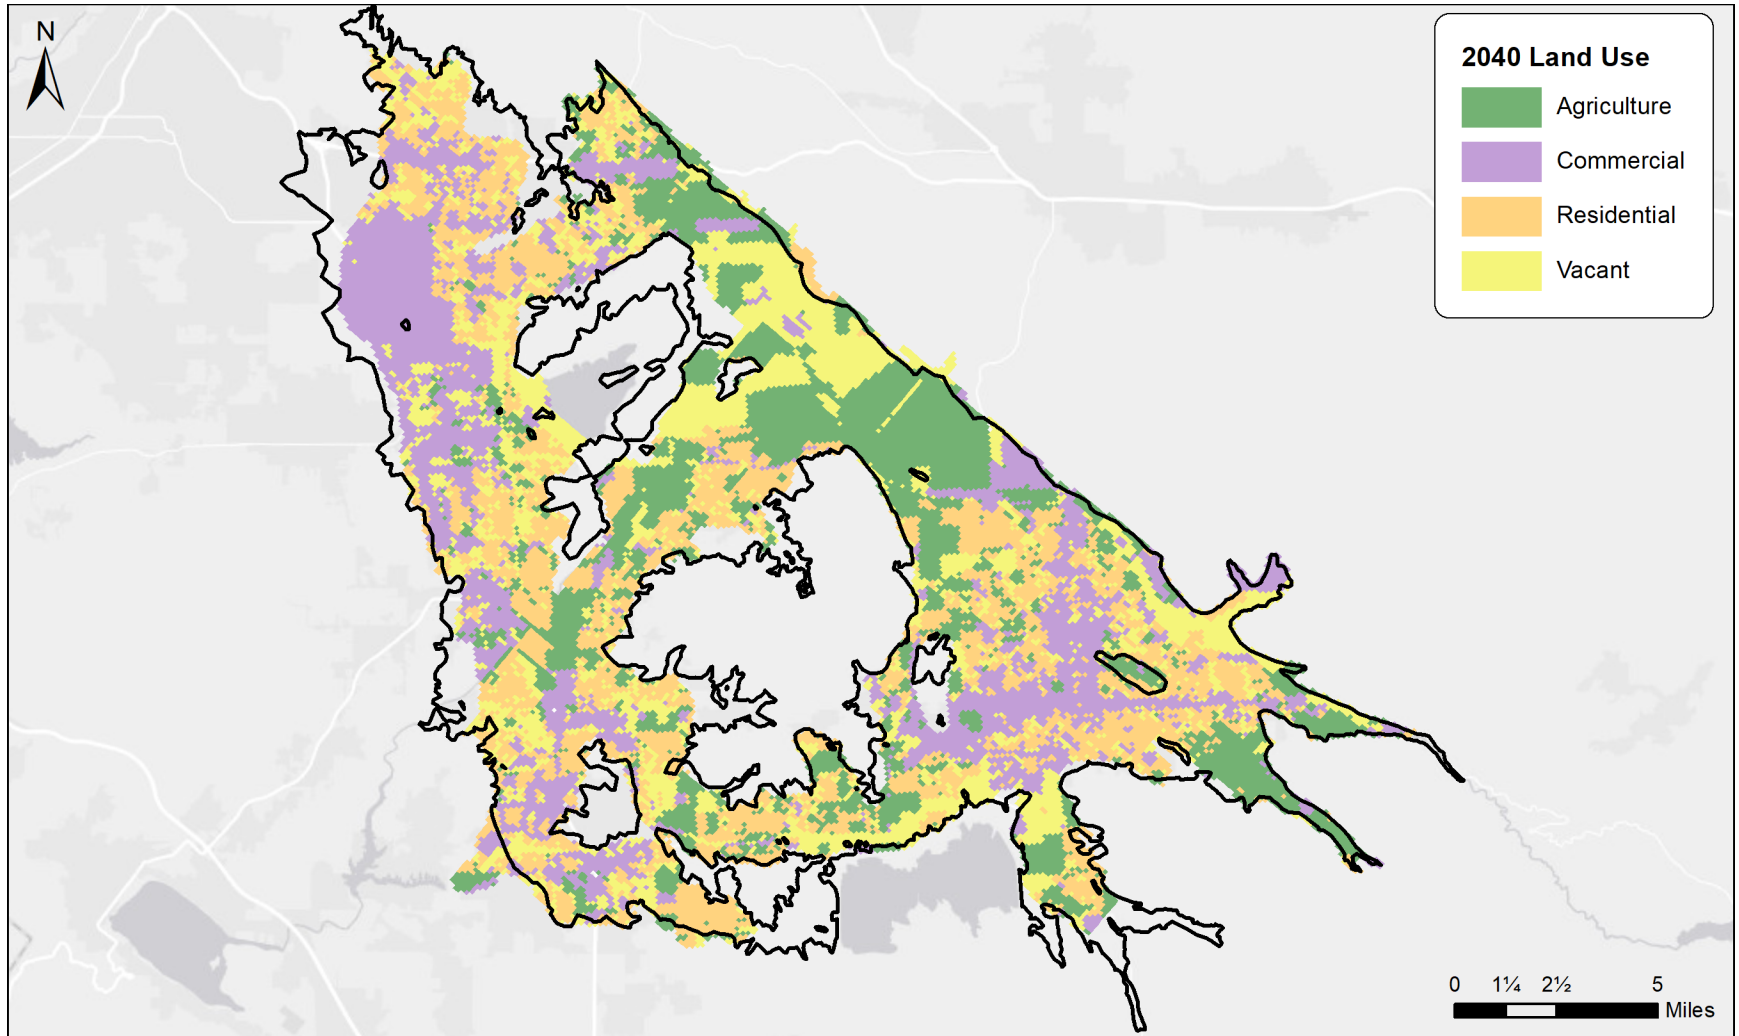 N
2040 Land Use
Agriculture
Commercial
Residential
Vacant
0 1¼ 2½ 5
Miles